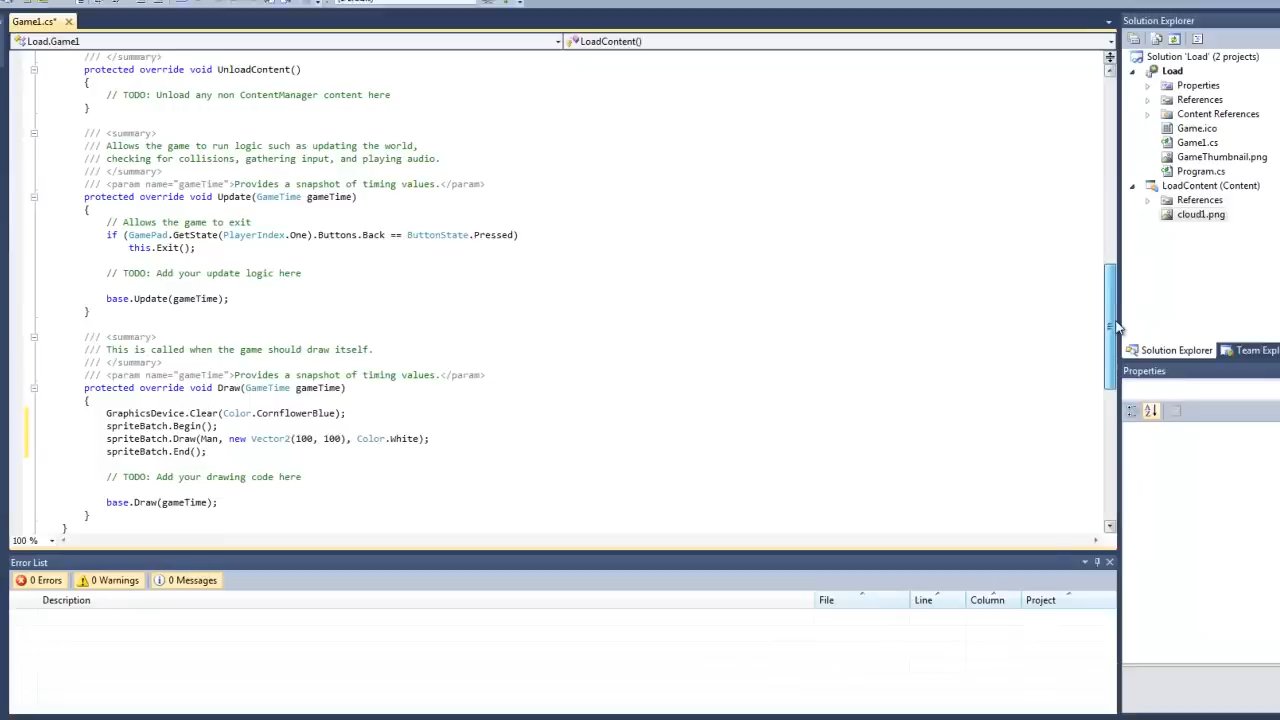 Game1.cs*
Load.Game1
LoadContent()
/// </summary>
protected override void UnloadContent()
{
// TODO: Unload any non ContentManager content here
}
/// <summary>
/// Allows the game to run logic such as updating the world,
/// checking for collisions, gathering input, and playing audio.
/// </summary>
/// <param name="gameTime">Provides a snapshot of timing values.</param>
protected override void Update(GameTime gameTime)
{
// Allows the game to exit
if (GamePad.GetState(PlayerIndex.One).Buttons.Back == ButtonState.Pressed)
this.Exit();
// TODO: Add your update logic here
base.Update(gameTime);
}
/// <summary>
/// This is called when the game should draw itself.
/// </summary>
/// <param name="gameTime">Provides a snapshot of timing values.</param>
protected override void Draw(GameTime gameTime)
{
GraphicsDevice.Clear(Color.CornflowerBlue);
spriteBatch.Begin();
spriteBatch.Draw(Man, new Vector2(100, 100), Color.White);
spriteBatch.End();
// TODO: Add your drawing code here
base.Draw(gameTime);
}
}
100 %
Solution Explorer
Solution 'Load' (2 projects)
Load
Properties
References
Content References
Game.ico
Game1.cs
GameThumbnail.png
Program.cs
LoadContent (Content)
References
cloud1.png
Solution Explorer
Team Expl
Properties
Error List
0 Errors
0 Warnings
0 Messages
Description
File
Line
Column
Project